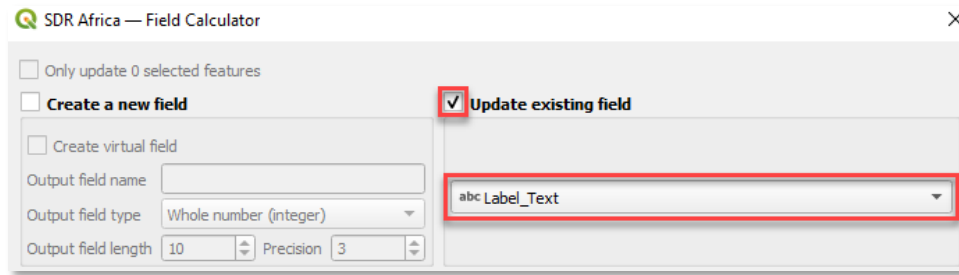 SDR Africa — Field Calculator
Only update 0 selected features
Create a new field
Update existing field
Create virtual field
Output field name
abc Label_Text
Output field type Whole number (integer)
Output field length 10 Precision 3